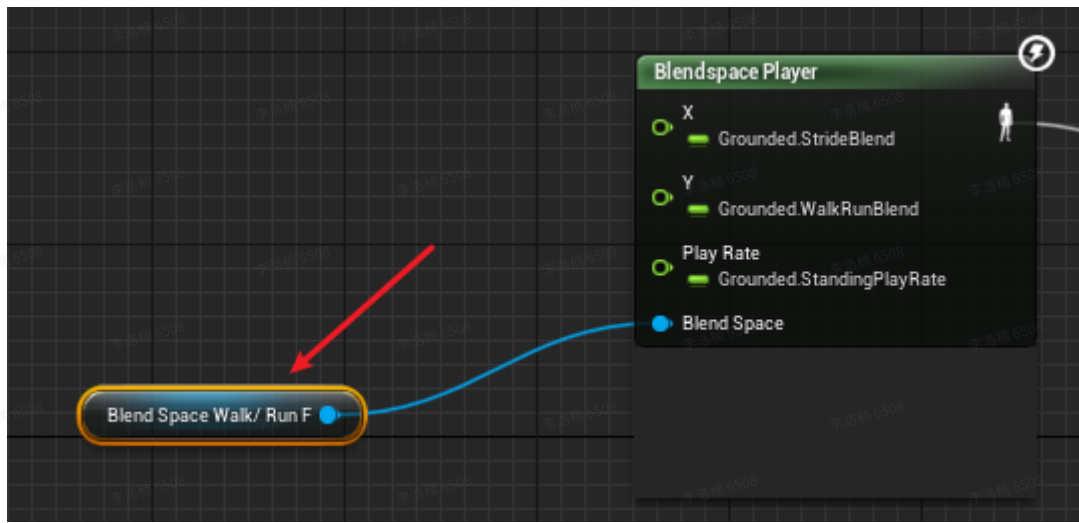 Blendspace Player
X
Grounded.StrideBlend
Y
Grounded.WalkRunBlend
Play Rate
Grounded.StandingPlayRate
Blend Space
Blend Space Walk/ Run F